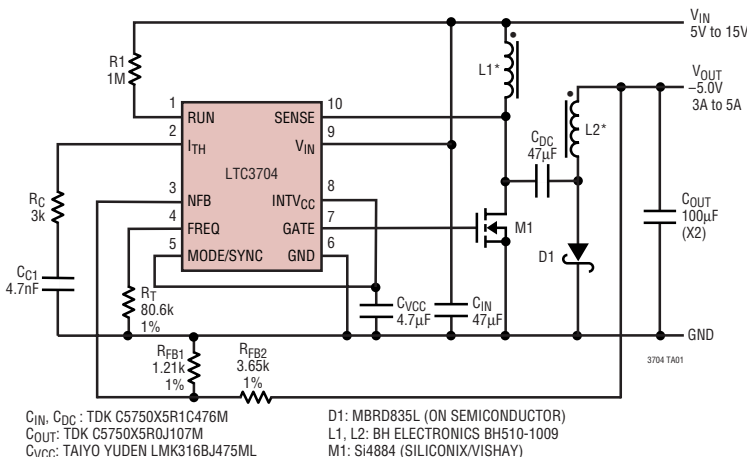 R1
1M
1
RUN
2
ITH
3
NFB
4
FREQ
5
MODE/SYNC
LTC3704
SENSE
10
VIN
9
INTVCC
8
GATE
7
GND
6
L1*
VIN
5V to 15V
VOUT
–5.0V
3A to 5A
L2*
CDC
47µF
M1
D1
COUT
100µF
(X2)
GND
RC
3k
CC1
4.7nF
RT
80.6k
1%
CVCC
4.7µF
CIN
47µF
RFB1
1.21k
1%
RFB2
3.65k
1%
3704 TA01
CIN, CDC : TDK C5750X5R1C476M
COUT: TDK C5750X5R0J107M
CVCC: TAIYO YUDEN LMK316BJ475ML
D1: MBRD835L (ON SEMICONDUCTOR)
L1, L2: BH ELECTRONICS BH510-1009
M1: Si4884 (SILICONIX/VISHAY)